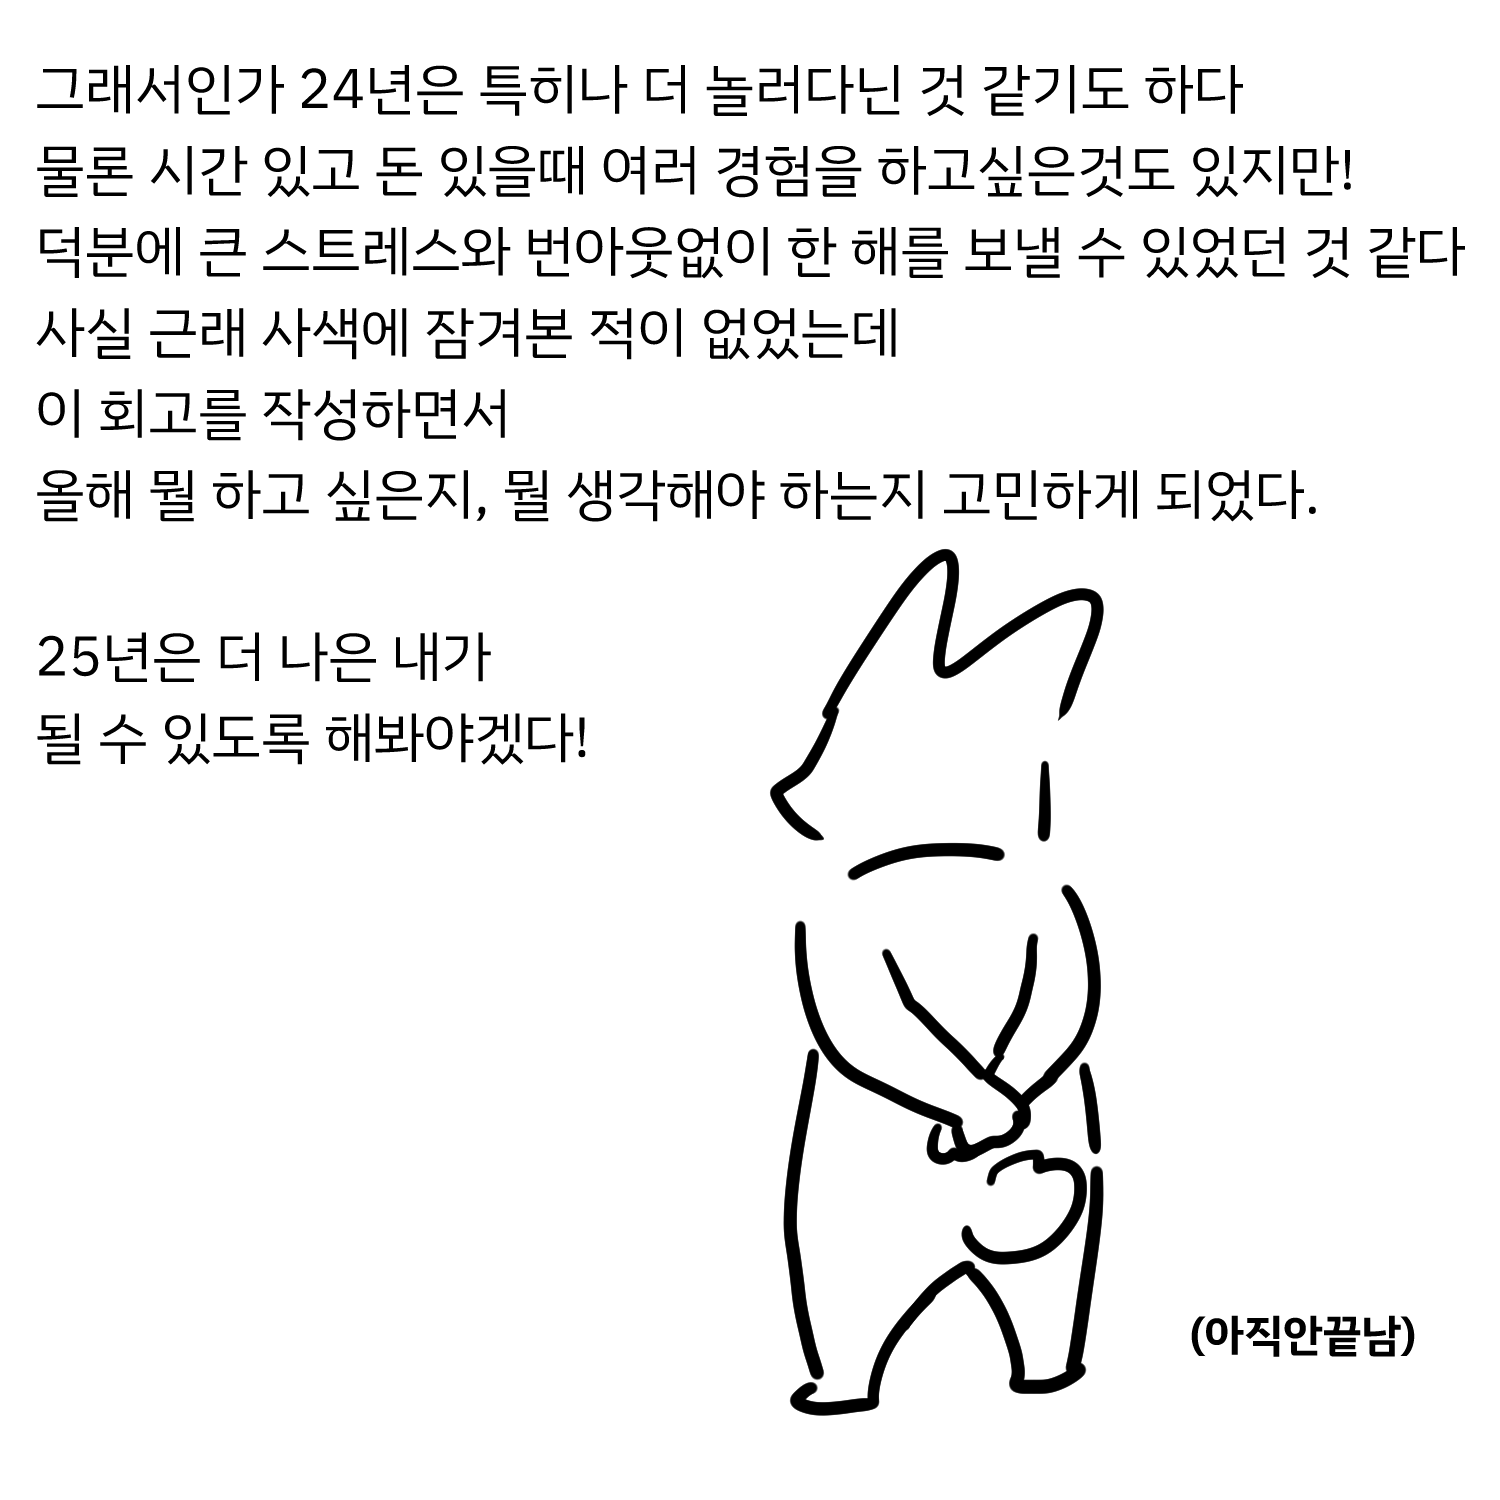 그래서인가 24년은 특히나 더 놀러다닌 것 같기도 하다
물론 시간 있고 돈 있을때 여러 경험을 하고싶은것도 있지만!
덕분에 큰 스트레스와 번아웃없이 한 해를 보낼 수 있었던 것 같다
사실 근래 사색에 잠겨본 적이 없었는데
이 회고를 작성하면서
올해 뭘 하고 싶은지, 뭘 생각해야 하는지 고민하게 되었다.
25년은 더 나은 내가
될 수 있도록 해봐야겠다!
(아직안끝남)